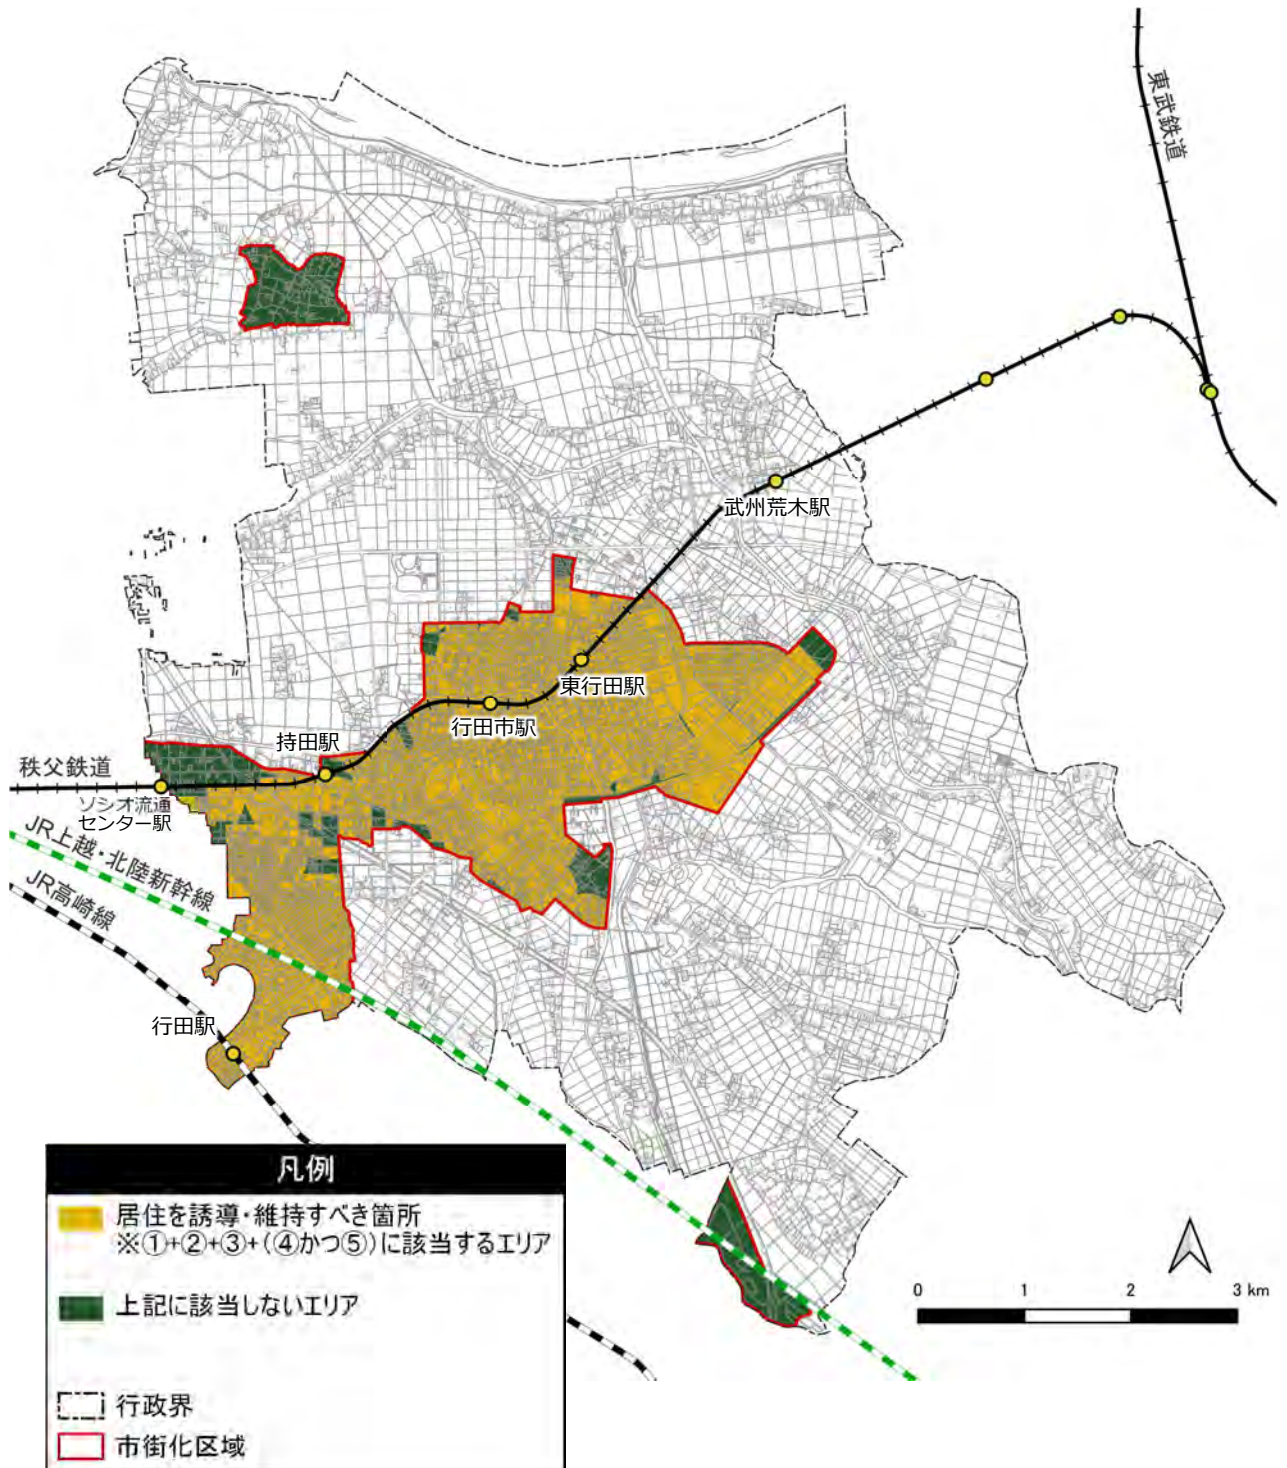 東武鉄道
武州荒木駅
東行田駅
行田市駅
持田駅
秩父鉄道
ソシオ流通
センター駅
JR上越・北陸新幹線
JR高崎線
行田駅
凡例
居住を誘導・維持すべき箇所
※①+②+③+(④かつ⑤)に該当するエリア
上記に該当しないエリア
行政界
市街化区域
0 1 2 3 km